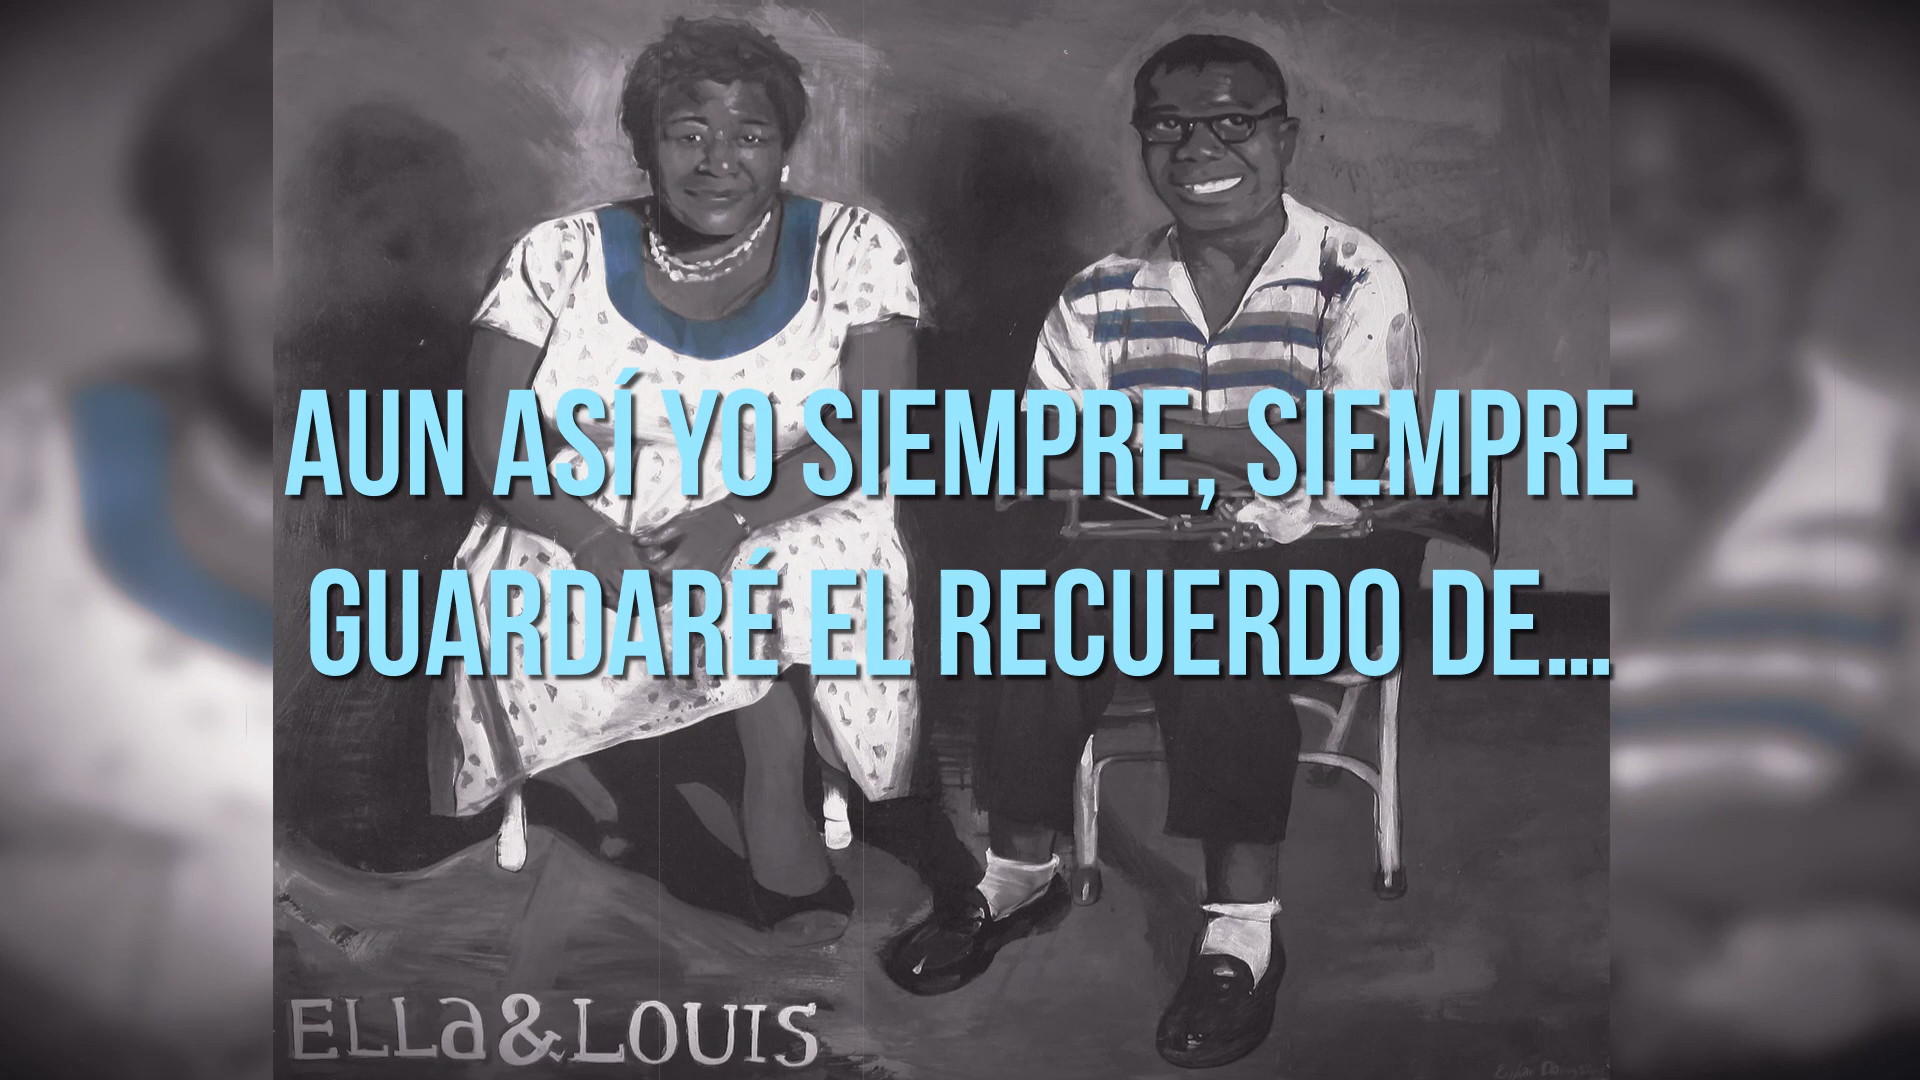 AUN ASÍ YO SIEMPRE, SIEMPRE
GUARDARÉ EL RECUERDO DE...
ELLa & LOUIS